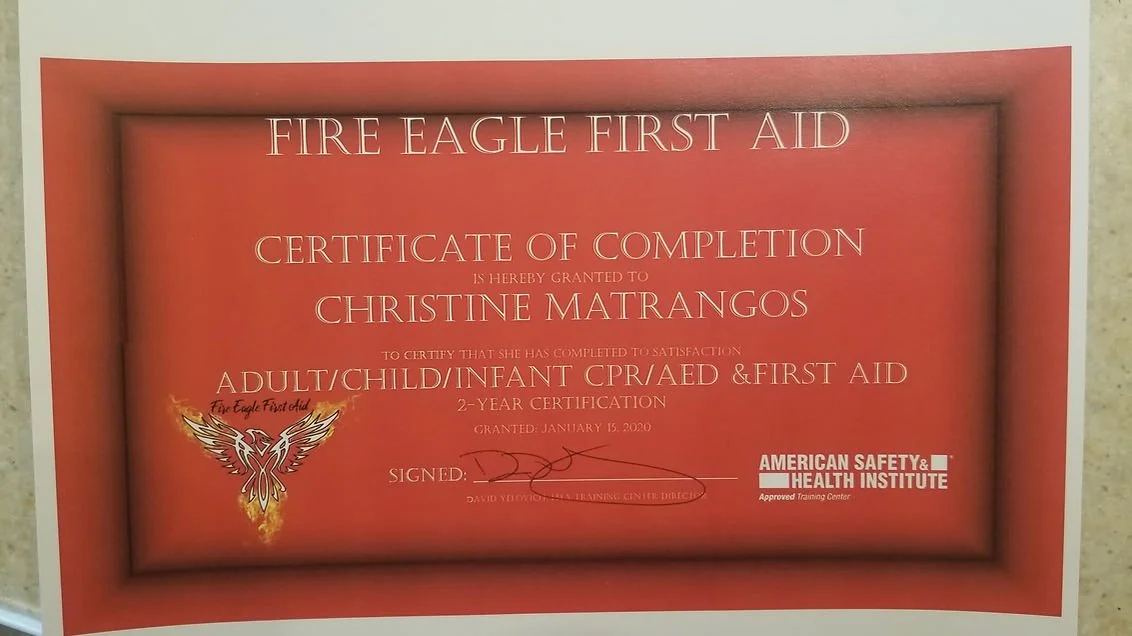 FIRE EAGLE FIRST AID
CERTIFICATE OF COMPLETION
IS HEREBY GRANTED TO
CHRISTINE MATRANGOS
TO CERTIFY THAT SHE HAS COMPLETED TO SATISFACTION
ADULT/CHILD/INFANT CPR/AED &FIRST AID
2-YEAR CERTIFICATION
GRANTED: JANUARY 15, 2020
Fire Eagle First Aid
SIGNED:
DAVID TRAINING CENTER DIRECTOR
AMERICAN SAFETY&
HEALTH INSTITUTE
Approved Training Center